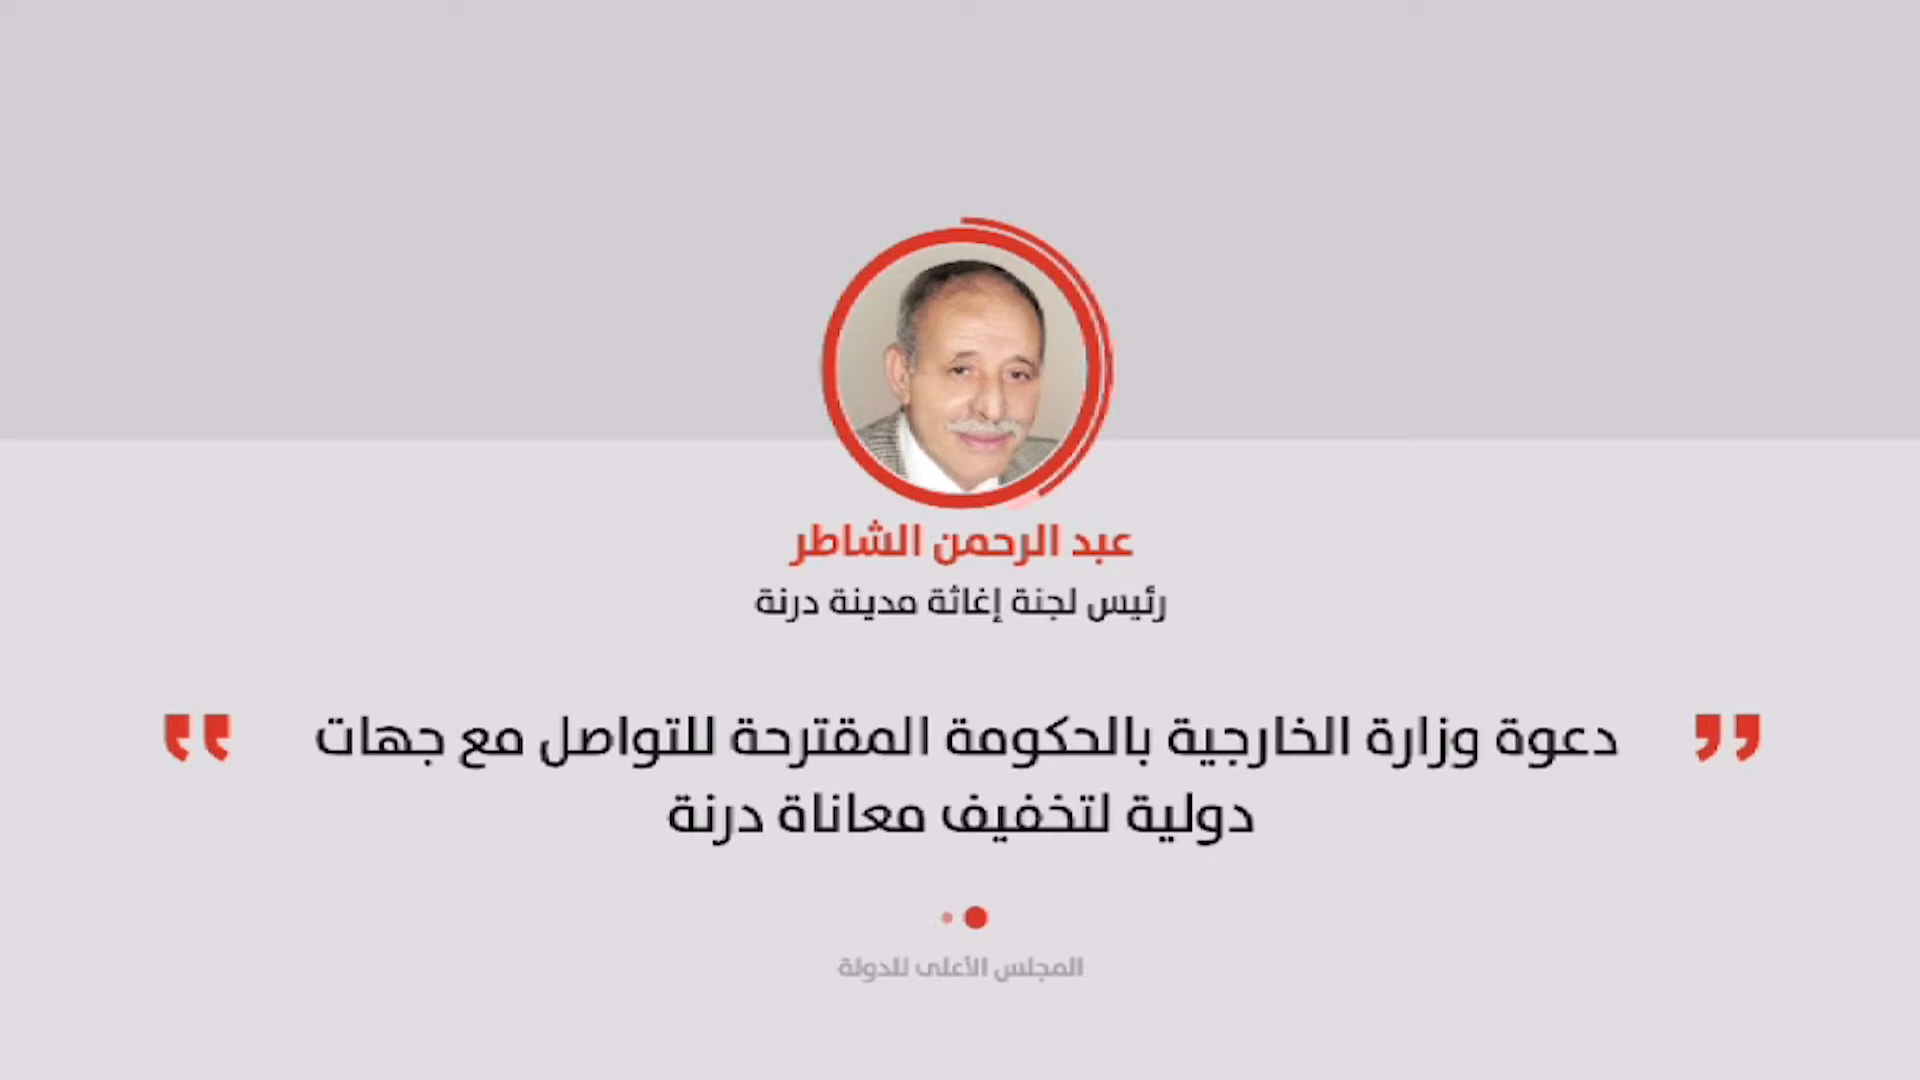 عبد الرحمن الشاطر
رئيس لجنة إغاثة مدينة درنة
دعوة وزارة الخارجية بالحكومة المقترحة للتواصل مع جهات
دولية لتخفيف معاناة درنة
المجلس الأعلى للدولة